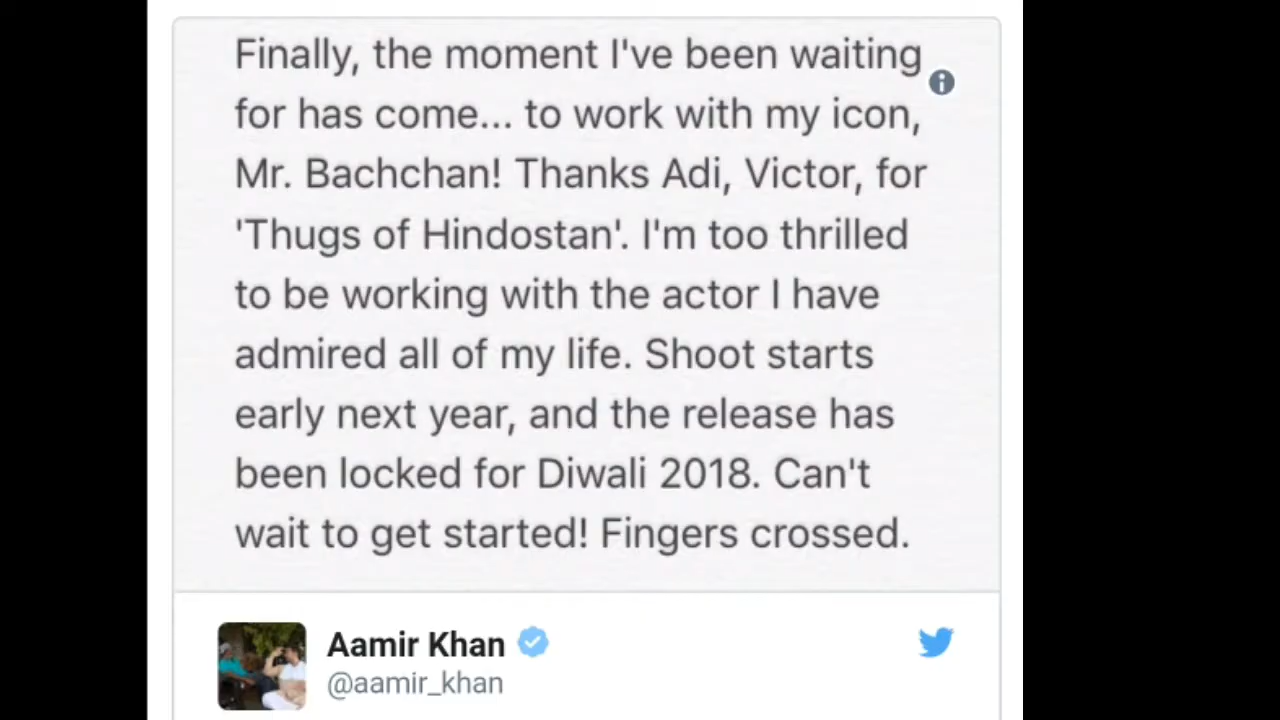 Finally, the moment I've been waiting
for has come... to work with my icon,
Mr. Bachchan! Thanks Adi, Victor, for
'Thugs of Hindostan'. I'm too thrilled
to be working with the actor I have
admired all of my life. Shoot starts
early next year, and the release has
been locked for Diwali 2018. Can't
wait to get started! Fingers crossed.
Aamir Khan
@aamir_khan